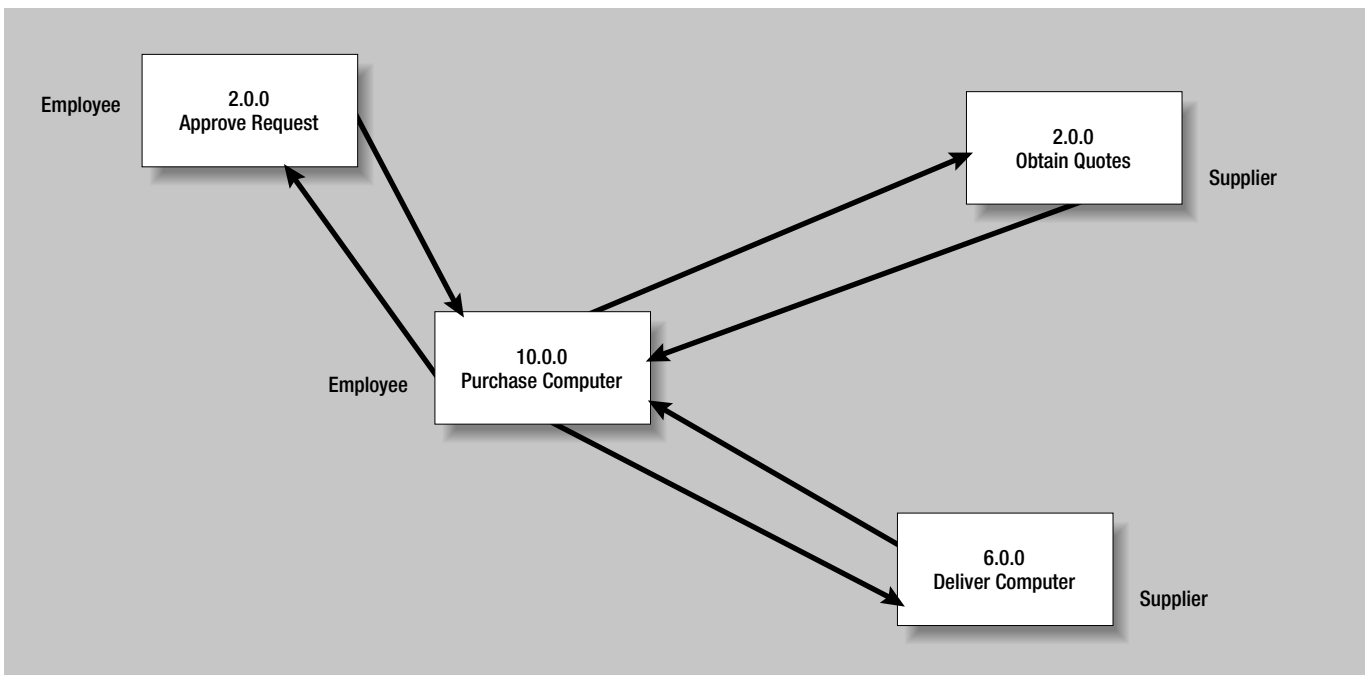 Employee
2.0.0
Approve Request
2.0.0
Obtain Quotes
Supplier
10.0.0
Purchase Computer
Employee
6.0.0
Deliver Computer
Supplier